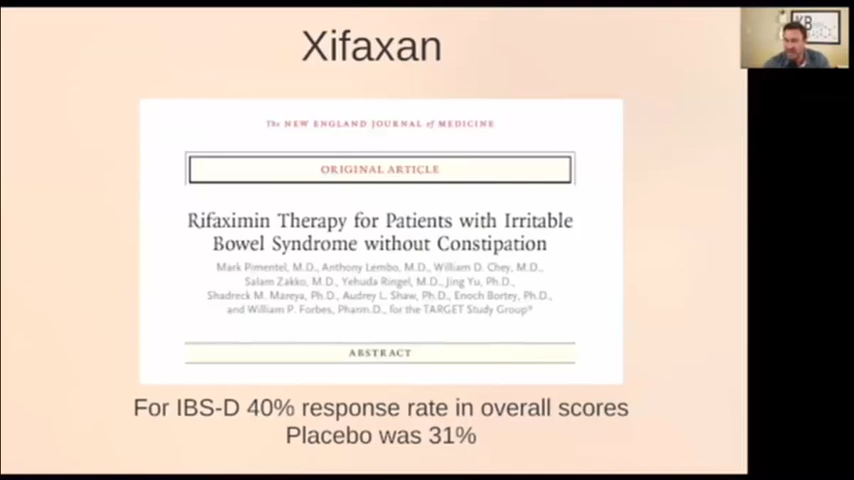 Xifaxan
KB
The NEW ENGLAND JOURNAL of MEDICINE
ORIGINAL ARTICLE
Rifaximin Therapy for Patients with Irritable
Bowel Syndrome without Constipation
Mark Pimentel, M.D., Anthony Lembo, M.D., William D. Chey, M.D.,
Salam Zakko, M.D., Yehuda Ringel, M.D., Jing Yu, Ph.D.,
Shadreck M. Mareya, Ph.D., Audrey L. Shaw, Ph.D., Enoch Bortey, Ph.D.,
and William P. Forbes, Pharm.D., for the TARGET Study Group*
ABSTRACT
For IBS-D 40% response rate in overall scores
Placebo was 31%